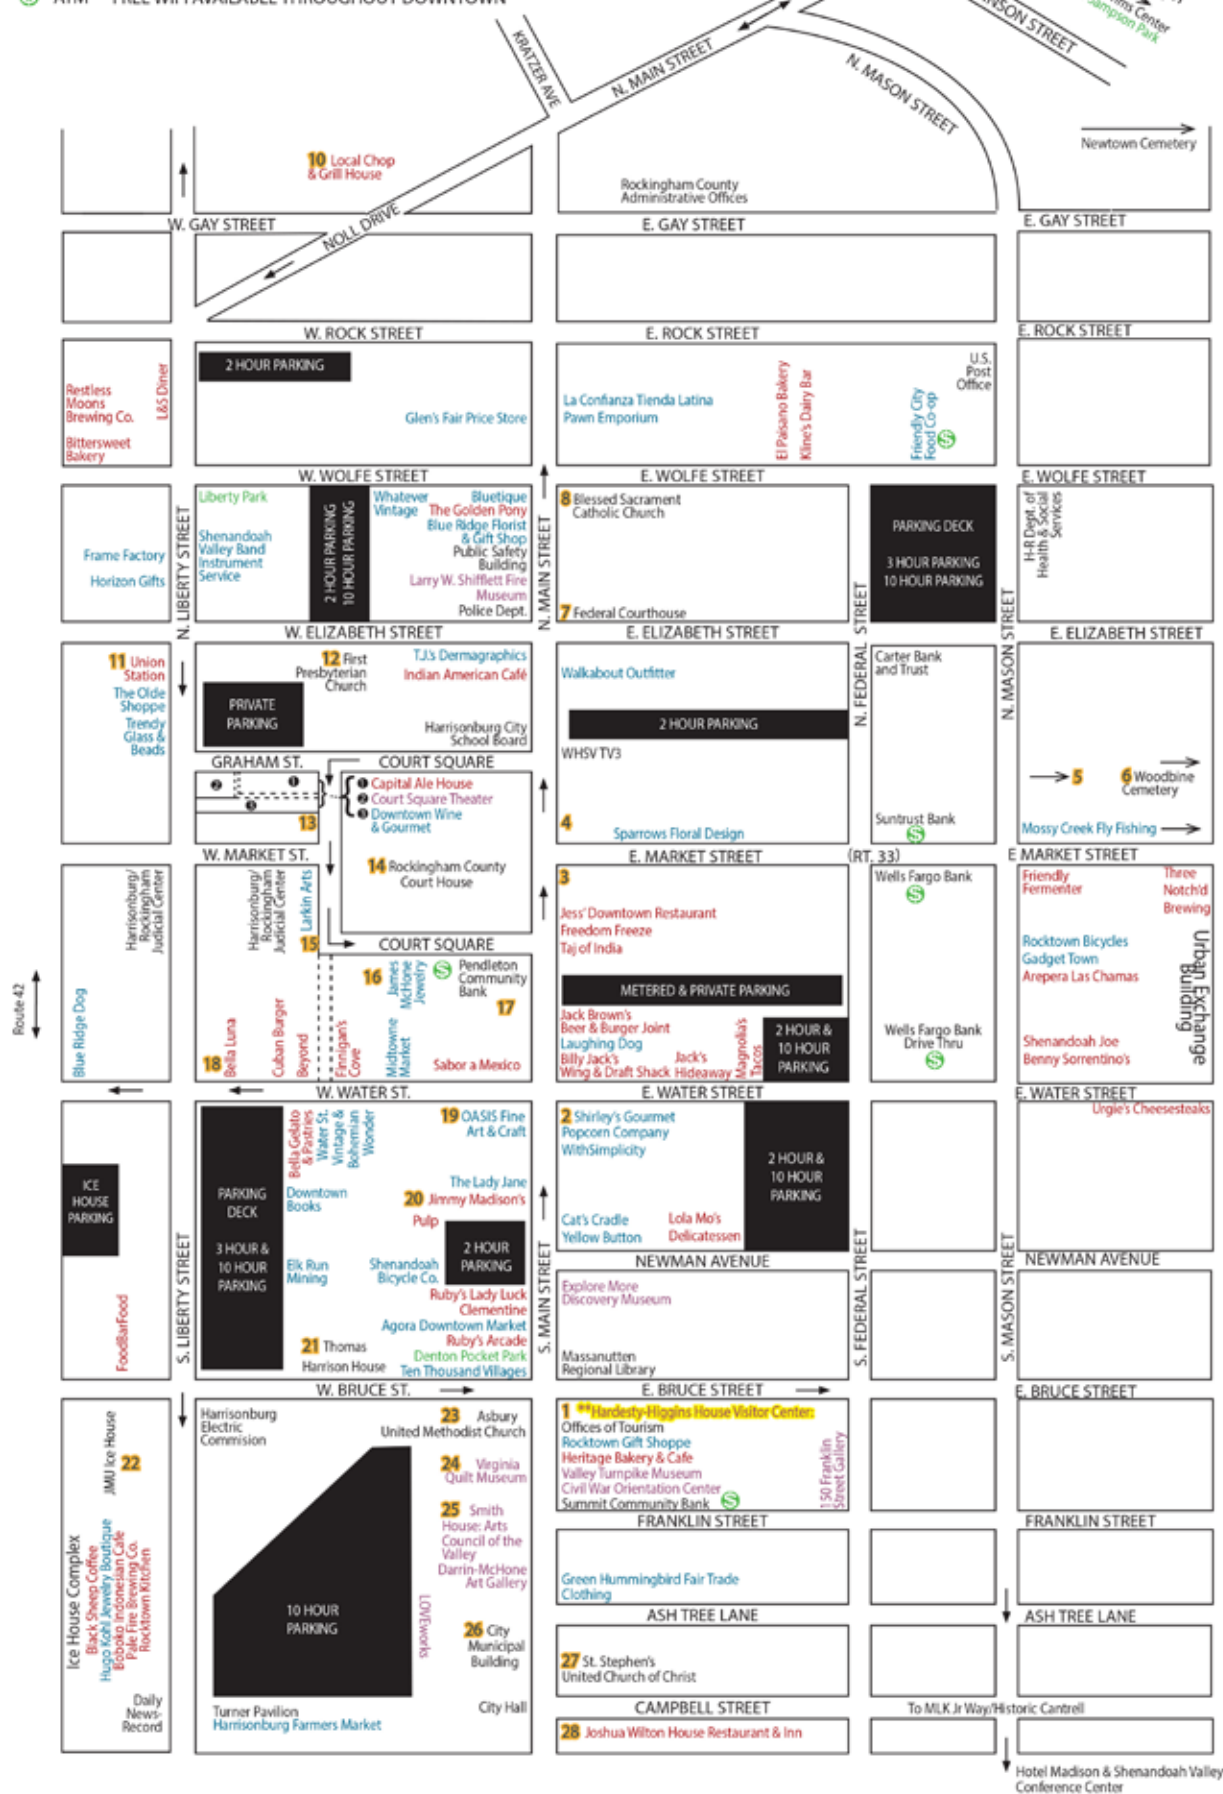 ATM FREE WIFI AVAILABLE THROUGHOUT DOWNTOWN
Sampson Park
KRATZER AVE
N. MAIN STREET
N. MASON STREET
Newtown Cemetery
10 Local Chop
& Grill House
Rockingham County
Administrative Offices
NOLL DRIVE
W. GAY STREET
E. GAY STREET
E. GAY STREET
W. ROCK STREET
E. ROCK STREET
E. ROCK STREET
Restless
Moons
Brewing Co.
Bittersweet
Bakery
L&S Diner
2 HOUR PARKING
Glen's Fair Price Store
La Confianza Tienda Latina
Pawn Emporium
El Paisano Bakery
Kline's Dairy Bar
Friendly City
Food Co-op
U.S.
Post
Office
W. WOLFE STREET
E. WOLFE STREET
E. WOLFE STREET
Frame Factory
Horizon Gifts
N. LIBERTY STREET
Liberty Park
Shenandoah
Valley Band
Instrument
Service
2 HOUR PARKING
10 HOUR PARKING
Whatever
Vintage
Bluetique
The Golden Pony
Blue Ridge Florist
& Gift Shop
Public Safety
Building
Larry W. Shifflett Fire
Museum
Police Dept.
N. MAIN STREET
8 Blessed Sacrament
Catholic Church
7 Federal Courthouse
PARKING DECK
3 HOUR PARKING
10 HOUR PARKING
H-R Dept. of
Health & Social
Services
W. ELIZABETH STREET
E. ELIZABETH STREET
E. ELIZABETH STREET
N. FEDERAL STREET
N. MASON STREET
11 Union
Station
The Olde
Shoppe
Trendy
Glass &
Beads
12 First
Presbyterian
Church
T.J.'s Dermagraphics
Indian American Café
PRIVATE
PARKING
Harrisonburg City
School Board
Walkabout Outfitter
2 HOUR PARKING
WHSV TV3
4
Sparrows Floral Design
Carter Bank
and Trust
Suntrust Bank
5
6 Woodbine
Cemetery
Mossy Creek Fly Fishing
GRAHAM ST.
COURT SQUARE
1 Capital Ale House
2 Court Square Theater
3 Downtown Wine
& Gourmet
2
1
3
13
14 Rockingham County
Court House
W. MARKET ST.
E. MARKET STREET
(RT. 33)
E MARKET STREET
Route 42
Harrisonburg/
Rockingham
Judicial Center
Blue Ridge Dog
Harrisonburg/
Rockingham
Judicial Center
Larkin Arts
15
COURT SQUARE
16
James
McHone
Jewelry
Pendleton
Community
Bank
17
18 Bella Luna
Cuban Burger
Beyond
Finnigan's
Cove
Midtowne
Market
Sabor a Mexico
3
Jess' Downtown Restaurant
Freedom Freeze
Taj of India
METERED & PRIVATE PARKING
Jack Brown's
Beer & Burger Joint
Laughing Dog
Billy Jack's
Wing & Draft Shack
Jack's
Hideaway
Magnolia's
Tacos
2 HOUR &
10 HOUR
PARKING
Wells Fargo Bank
Wells Fargo Bank
Drive Thru
Friendly
Fermenter
Three
Notch'd
Brewing
Rocktown Bicycles
Gadget Town
Arepera Las Chamas
Urban Exchange
Building
Shenandoah Joe
Benny Sorrentino's
W. WATER ST.
E. WATER STREET
E. WATER STREET
ICE
HOUSE
PARKING
FoodBarFood
S. LIBERTY STREET
PARKING
DECK
3 HOUR &
10 HOUR
PARKING
Bella Gelato
& Pastries
Water St.
Vintage &
Bohemian
Wonder
19 OASIS Fine
Art & Craft
Downtown
Books
The Lady Jane
20 Jimmy Madison's
Pulp
2 HOUR
PARKING
Elk Run
Mining
Shenandoah
Bicycle Co.
Ruby's Lady Luck
Clementine
Agora Downtown Market
Ruby's Arcade
Denton Pocket Park
Ten Thousand Villages
21 Thomas
Harrison House
S. MAIN STREET
2 Shirley's Gourmet
Popcorn Company
WithSimplicity
Cat's Cradle
Yellow Button
Lola Mo's
Delicatessen
2 HOUR &
10 HOUR
PARKING
Urgie's Cheesesteaks
NEWMAN AVENUE
NEWMAN AVENUE
Explore More
Discovery Museum
Massanutten
Regional Library
S. FEDERAL STREET
S. MASON STREET
W. BRUCE ST.
E. BRUCE STREET
E. BRUCE STREET
JMU Ice House
22
Ice House Complex
Black Sheep Coffee
Hugo Kohl Jewelry Boutique
Boboko Indonesian Cafe
Pale Fire Brewing Co.
Rocktown Kitchen
Daily
News-
Record
Harrisonburg
Electric
Commision
23 Asbury
United Methodist Church
24 Virginia
Quilt Museum
25 Smith
House: Arts
Council of the
Valley
Darrin-McHone
Art Gallery
LOVEworks
10 HOUR
PARKING
26 City
Municipal
Building
Turner Pavilion
Harrisonburg Farmers Market
City Hall
1 **Hardesty-Higgins House Visitor Center:
Offices of Tourism
Rocktown Gift Shoppe
Heritage Bakery & Cafe
Valley Turnpike Museum
Civil War Orientation Center
Summit Community Bank
150 Franklin
Street Gallery
FRANKLIN STREET
FRANKLIN STREET
Green Hummingbird Fair Trade
Clothing
ASH TREE LANE
ASH TREE LANE
27 St. Stephen's
United Church of Christ
CAMPBELL STREET
To MLK Jr Way/Historic Cantrell
28 Joshua Wilton House Restaurant & Inn
Hotel Madison & Shenandoah Valley
Conference Center